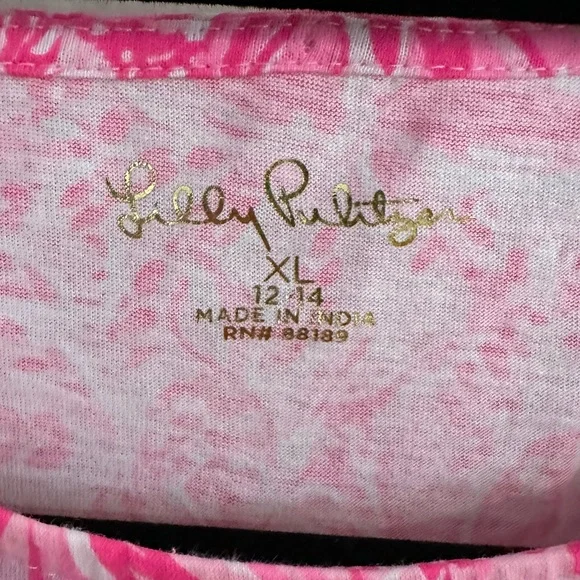 Lilly Pulitzer
XL
12-14
MADE IN INDIA
RN# 88189